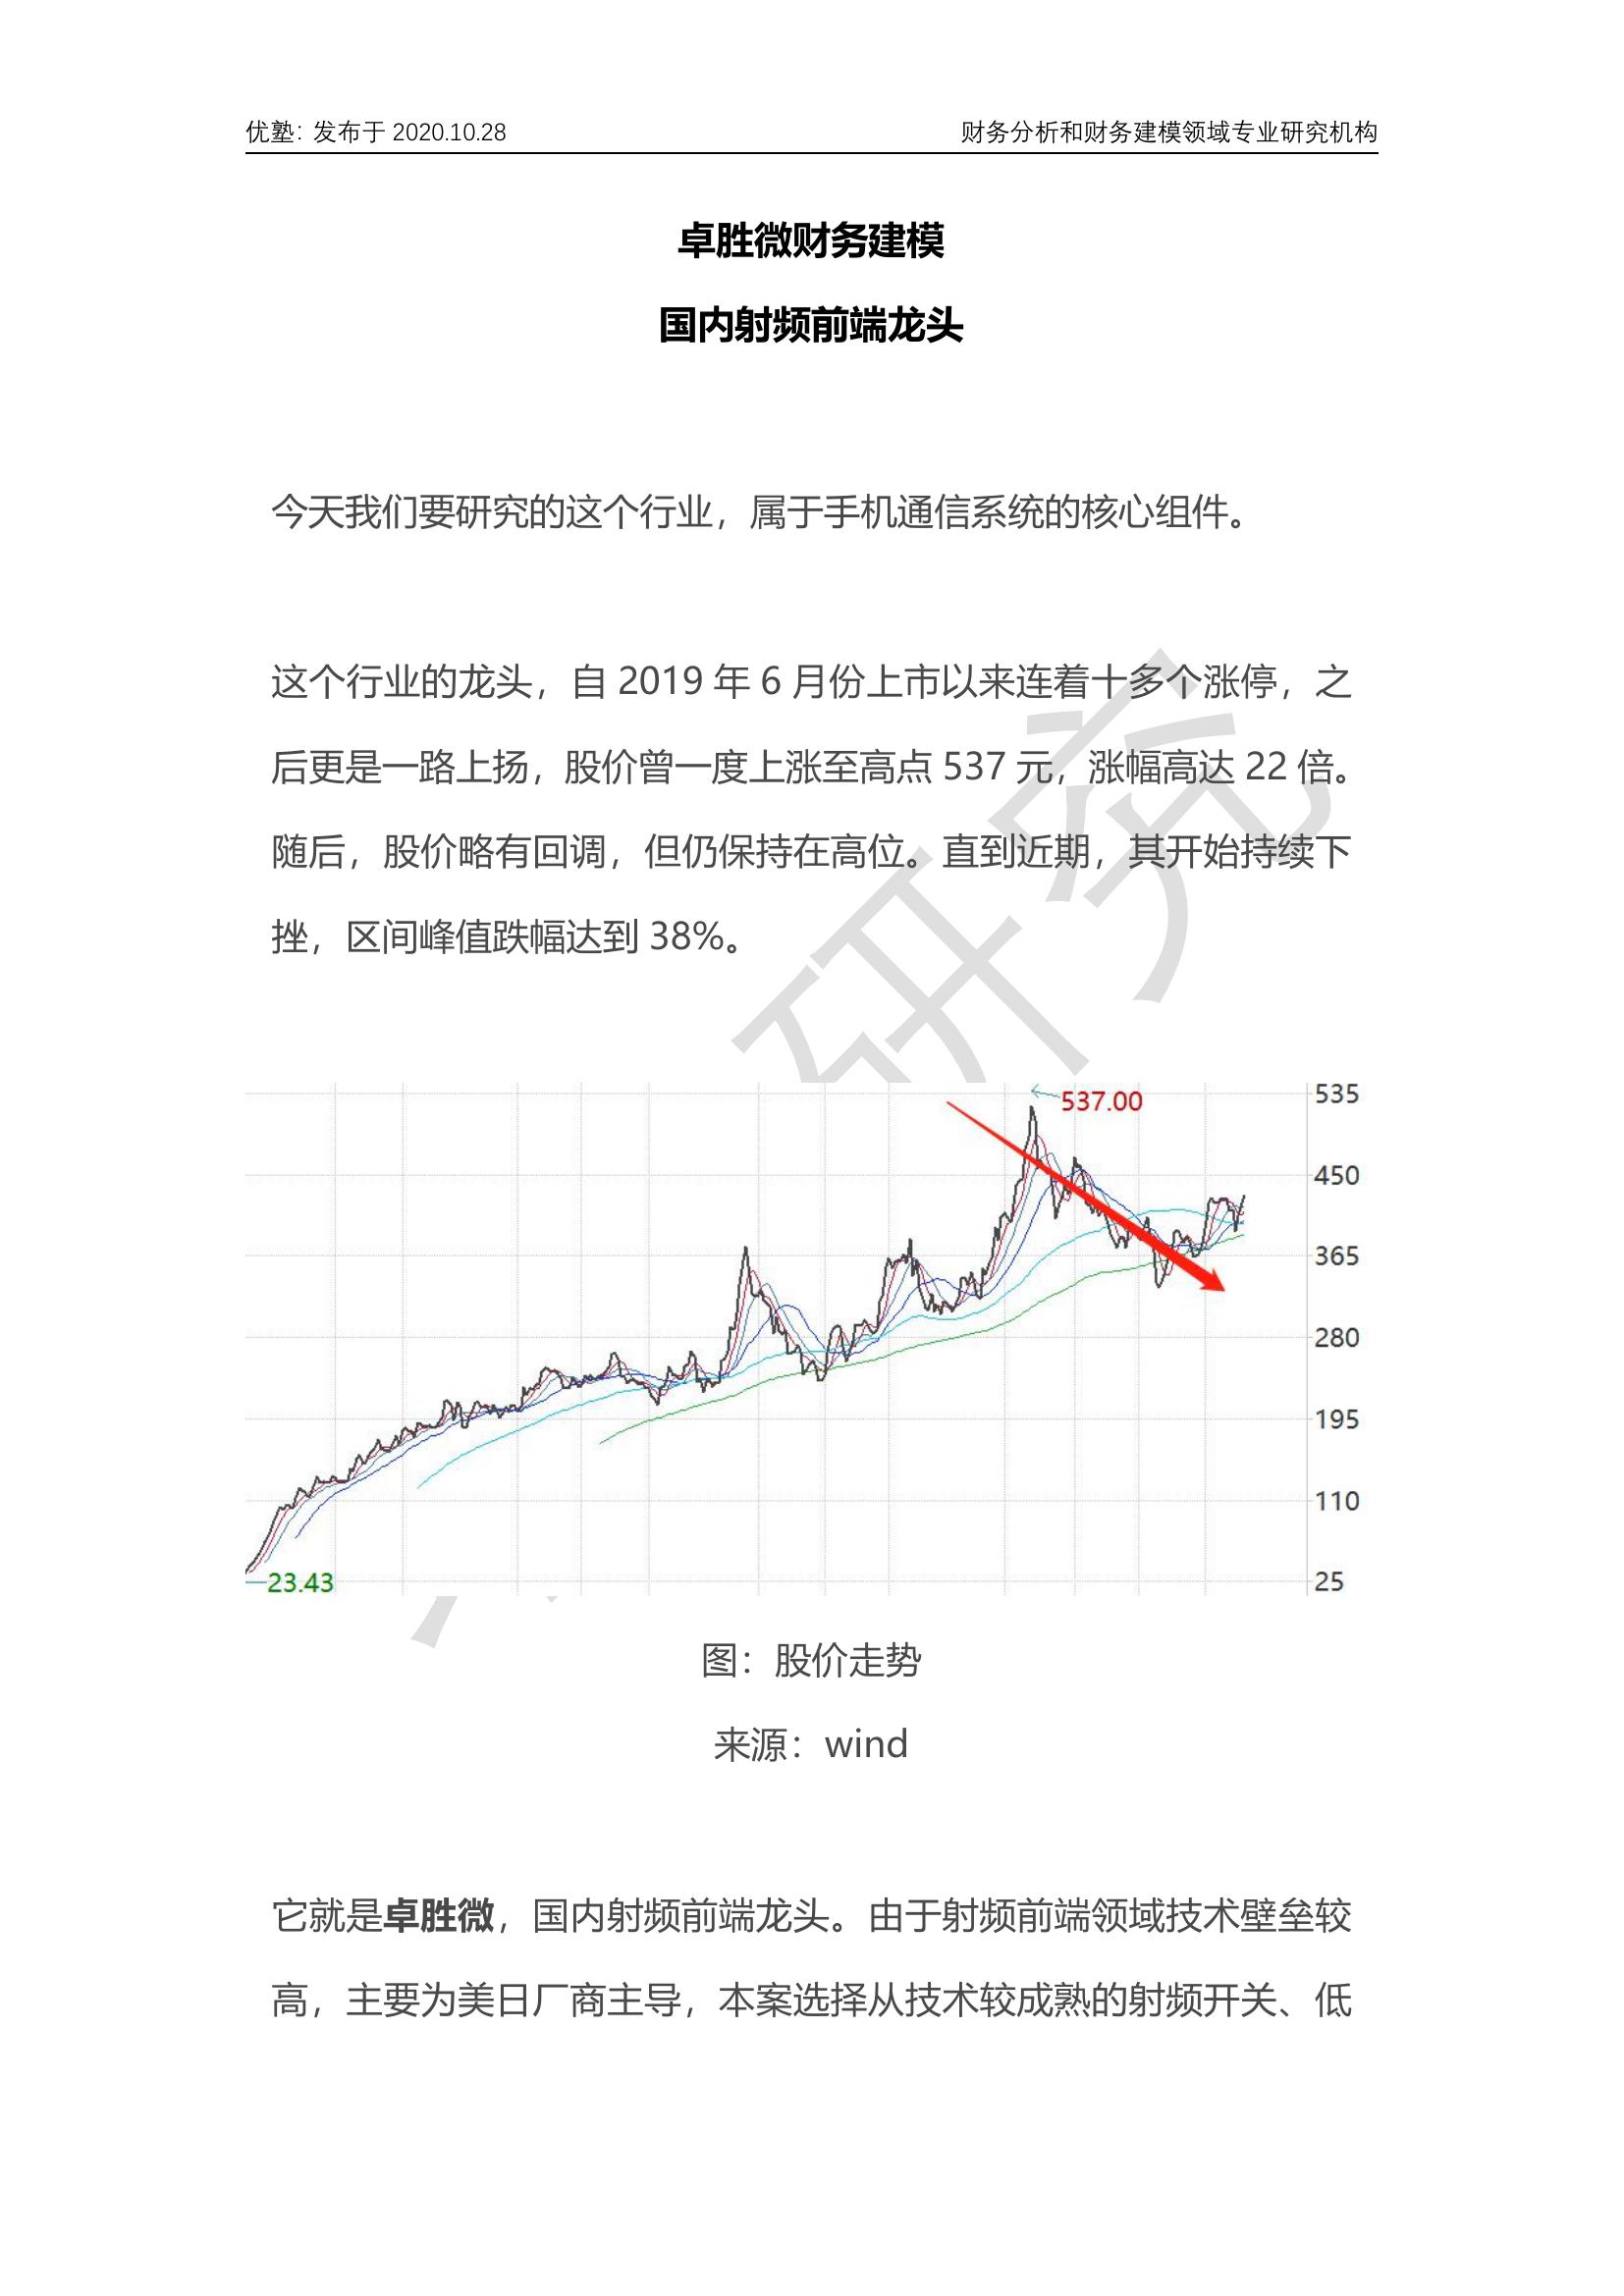 优塾：发布于 2020.10.28 财务分析和财务建模领域专业研究机构
卓胜微财务建模
国内射频前端龙头
今天我们要研究的这个行业，属于手机通信系统的核心组件。
这个行业的龙头，自 2019 年 6 月份上市以来连着十多个涨停，之
后更是一路上扬，股价曾一度上涨至高点 537 元，涨幅高达 22 倍。
随后，股价略有回调，但仍保持在高位。直到近期，其开始持续下
挫，区间峰值跌幅达到 38%。
研究
537.00
535
450
365
280
195
110
25
23.43
图：股价走势
来源：wind
它就是卓胜微，国内射频前端龙头。由于射频前端领域技术壁垒较
高，主要为美日厂商主导，本案选择从技术较成熟的射频开关、低